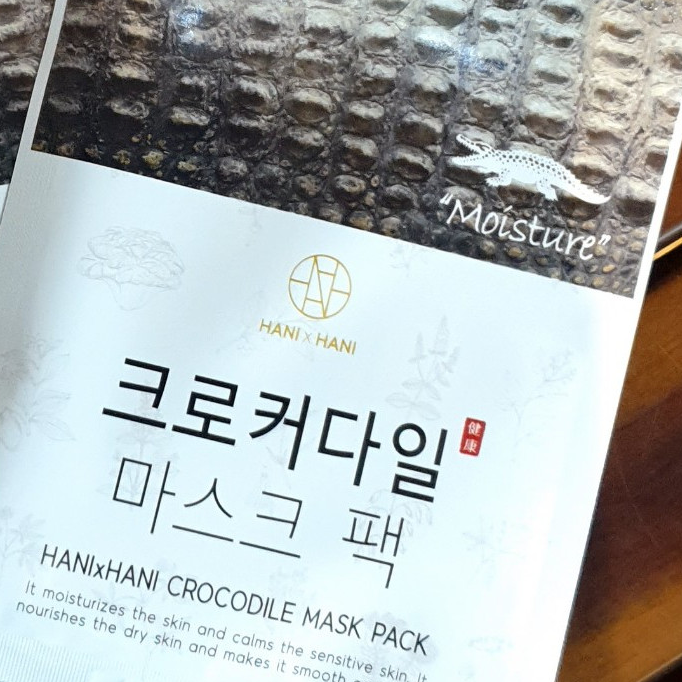 "Moisture"
HANI x HANI
크로커다일
健
康
마스크 팩
HANIxHANI CROCODILE MASK PACK
It moisturizes the skin and calms the sensitive skin. It
nourishes the dry skin and makes it smooth